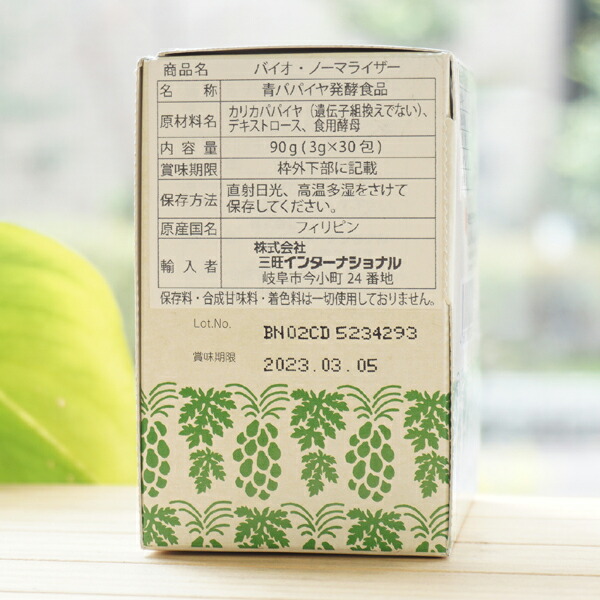 商品名 バイオ・ノーマライザー
名称 青パパイヤ発酵食品
原材料名 カリカパパイヤ（遺伝子組換えでない）、
デキストロース、食用酵母
内容量 90g(3g×30包)
賞味期限 枠外下部に記載
保存方法 直射日光、高温多湿をさけて
保存してください。
原産国名 フィリピン
輸入者 株式会社
三旺インターナショナル
岐阜市今小町24番地
保存料・合成甘味料・着色料は一切使用しておりません。
Lot.No. BN02CD 5234293
賞味期限 2023.03.05